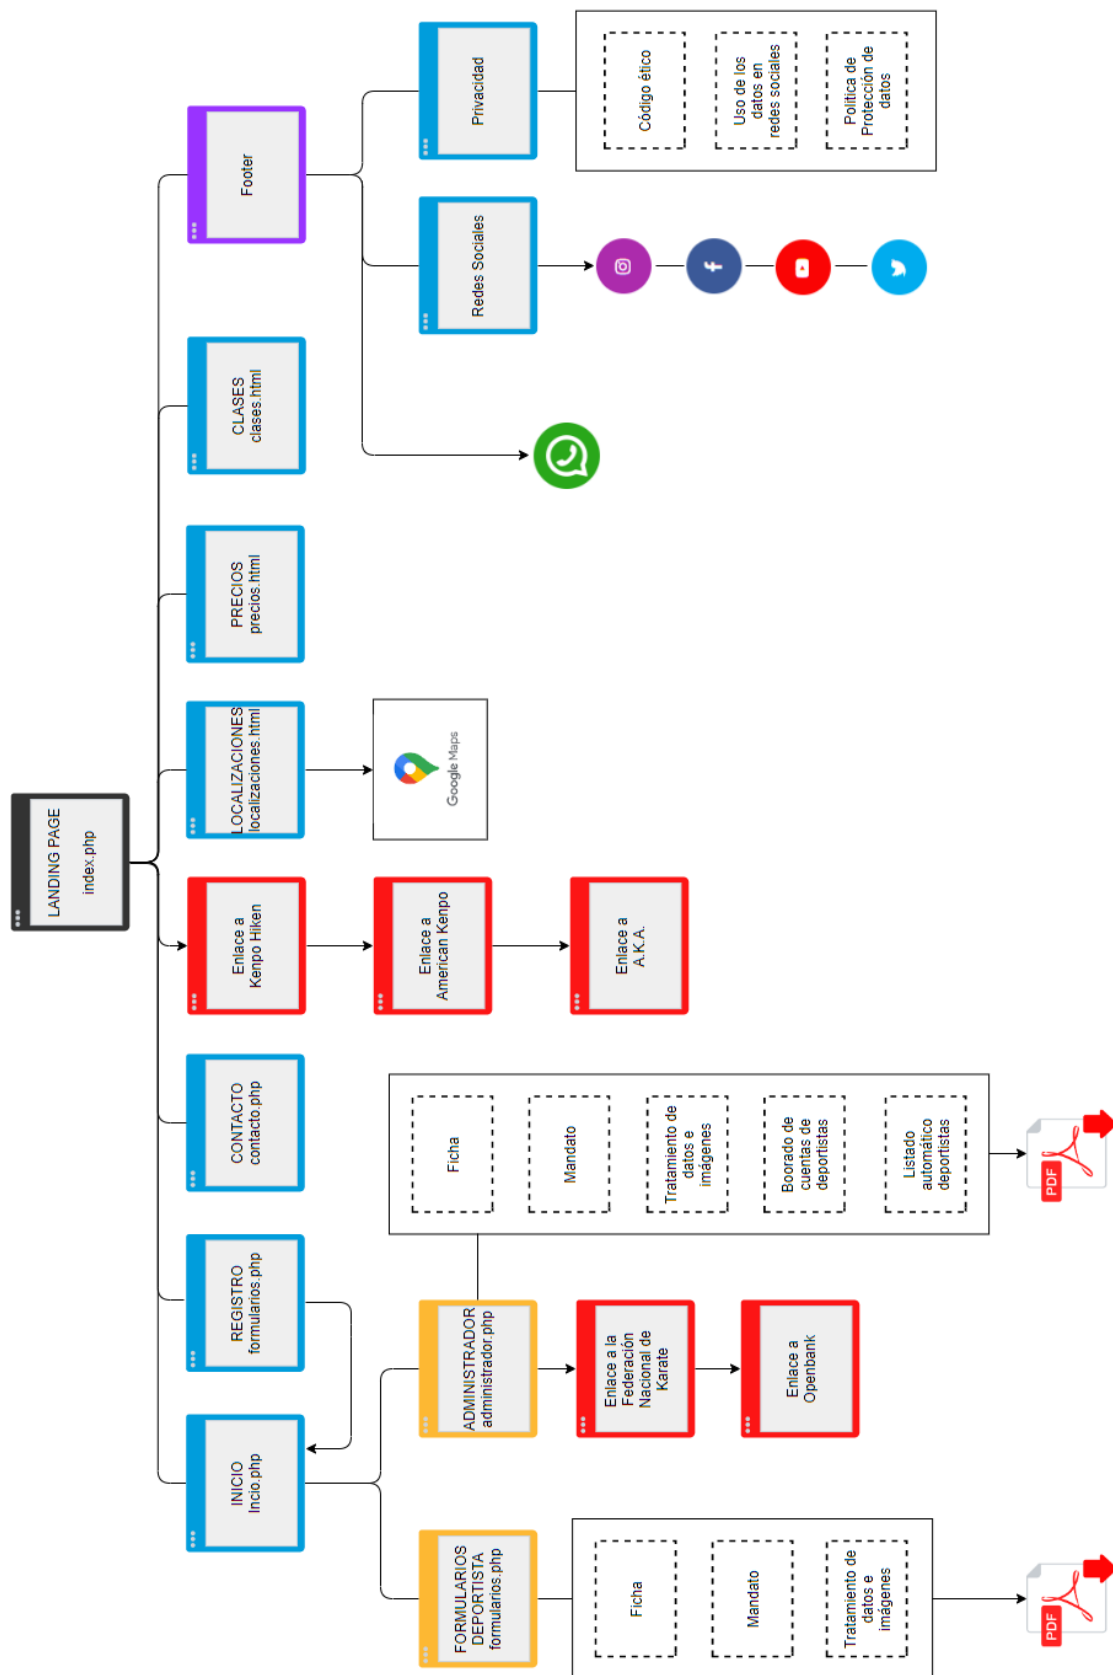 LANDING PAGE
index.php
INICIO
Incio.php
REGISTRO
formularios.php
CONTACTO
contacto.php
Enlace a
Kenpo Hiken
LOCALIZACIONES
localizaciones.html
PRECIOS
precios.html
CLASES
clases.html
Footer
Enlace a
American Kenpo
Enlace a
A.K.A.
Google Maps
FORMULARIOS
DEPORTISTA
formularios.php
ADMINISTRADOR
administrador.php
Redes Sociales
Privacidad
Ficha
Mandato
Tratamiento de
datos e
imágenes
PDF
Enlace a la
Federación
Nacional de
Karate
Enlace a
Openbank
Ficha
Mandato
Tratamiento de
datos e
imágenes
Boorado de
cuentas de
deportistas
Listado
automático
deportistas
PDF
Código ético
Uso de los
datos en
redes sociales
Política de
Protección de
datos